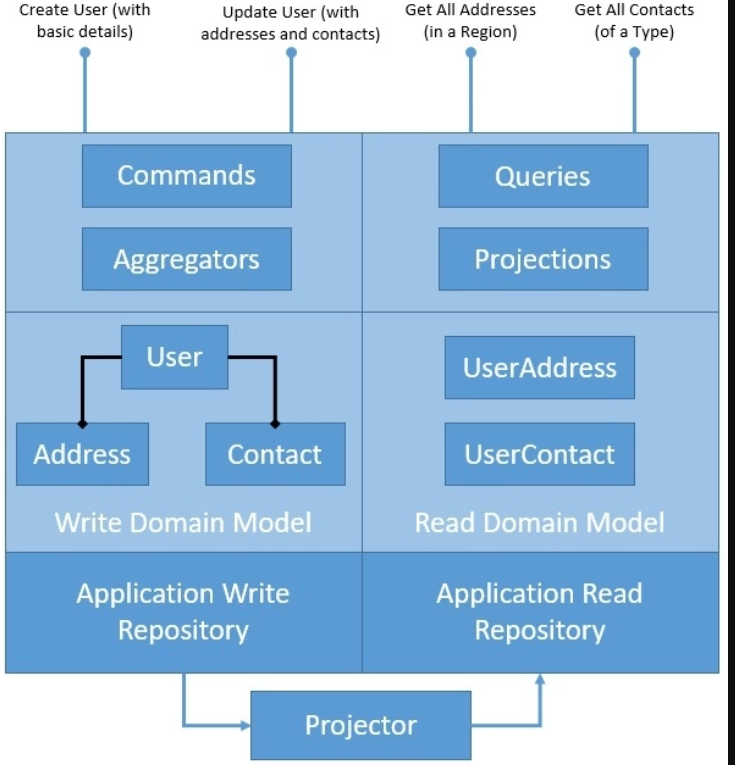 Create User (with
basic details)
Update User (with
addresses and contacts)
Get All Addresses
(in a Region)
Get All Contacts
(of a Type)
Commands
Queries
Aggregators
Projections
User
UserAddress
Address
Contact
UserContact
Write Domain Model
Read Domain Model
Application Write
Repository
Application Read
Repository
Projector